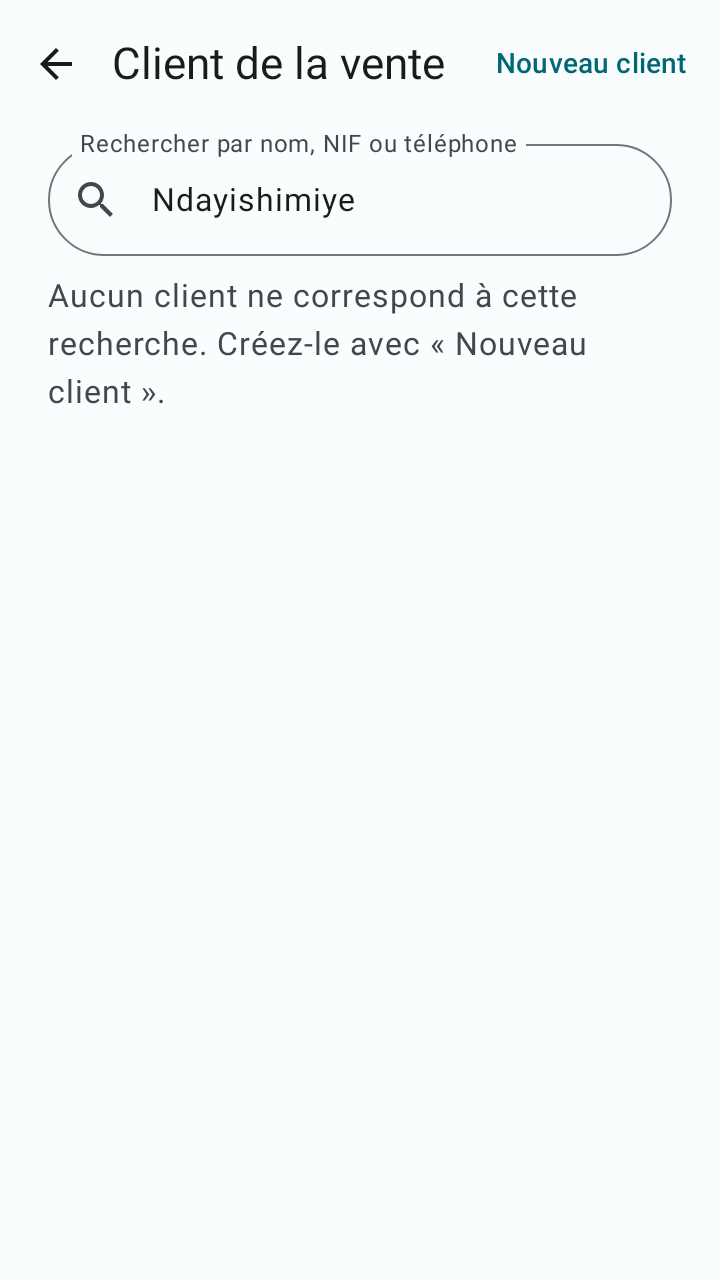 Client de la vente
Nouveau client
Rechercher par nom, NIF ou téléphone
Ndayishimiye
Aucun client ne correspond à cette
recherche. Créez-le avec « Nouveau
client ».